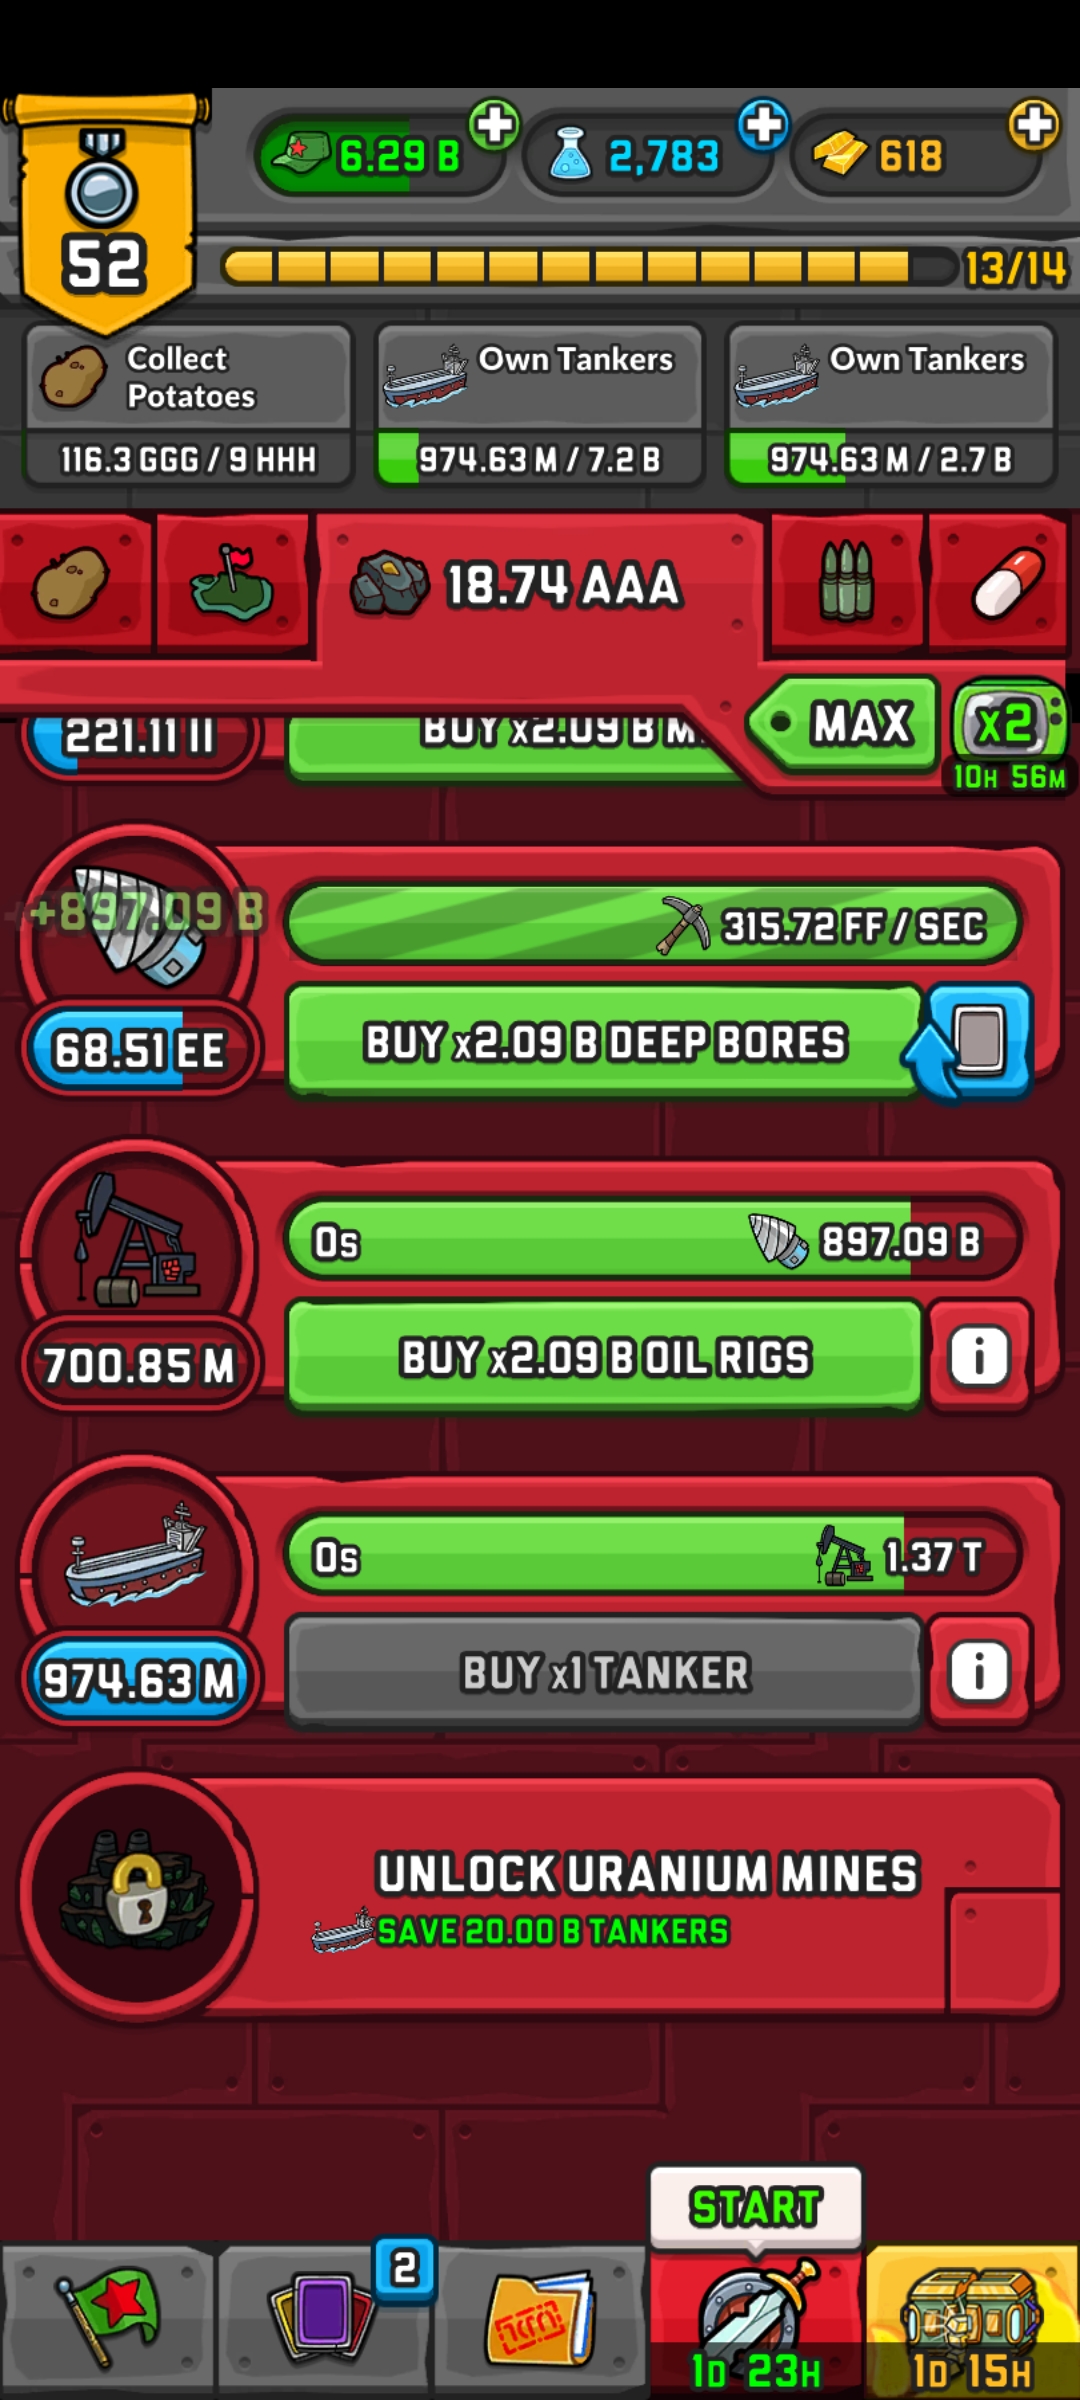 6.29 B
2,783
618
52
13/14
Collect
Potatoes
Own Tankers
Own Tankers
116.3 GGG / 9 HHH
974.63 M / 7.2 B
974.63 M / 2.7 B
18.74 AAA
MAX
x2
10H 56M
221.11 II
BUY x2.09 B M
+897.09 B
315.72 FF / SEC
68.51 EE
BUY x2.09 B DEEP BORES
0s
897.09 B
700.85 M
BUY x2.09 B OIL RIGS
0s
1.37 T
974.63 M
BUY x1 TANKER
UNLOCK URANIUM MINES
SAVE 20.00 B TANKERS
START
2
1D 23H
1D 15H